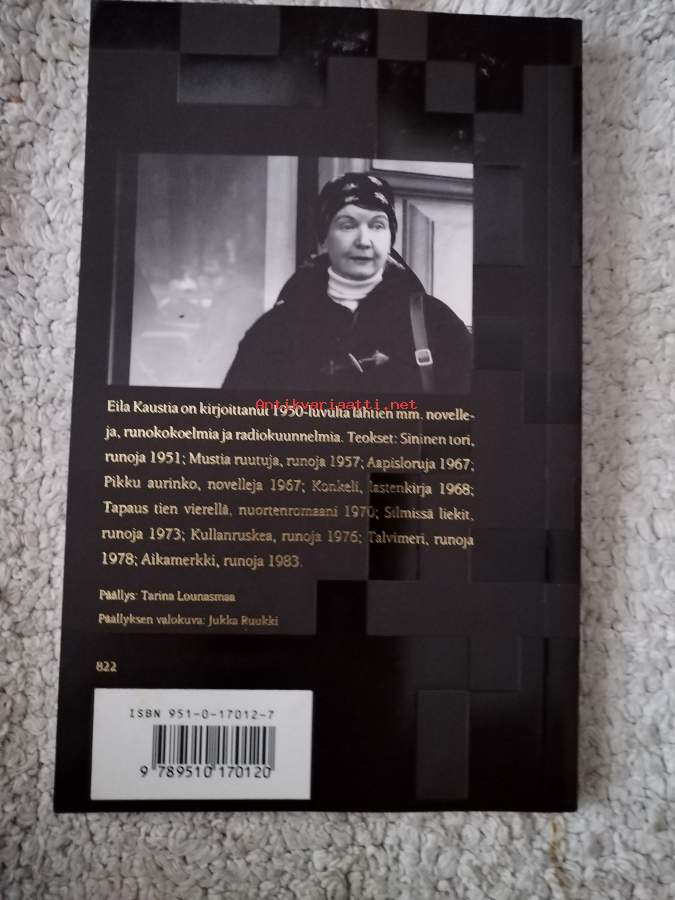 Antikvariaatti.net
Eila Kaustia on kirjoittanut 1950-luvulta lähtien mm. novelle-
ja, runokokoelmia ja radiokuunnelmia. Teokset: Sininen tori,
runoja 1951; Mustia ruutuja, runoja 1957; Aapisloruja 1967;
Pikku aurinko, novelleja 1967; Konkeli, lastenkirja 1968;
Tapaus tien vierellä, nuortenromaani 1970; Silmissä liekit,
runoja 1973; Kullanruskea, runoja 1976; Talvimeri, runoja
1978; Aikamerkki, runoja 1983.
Päällys: Tarina Lounasmaa
Päällyksen valokuva: Jukka Ruukki
822
ISBN 951-0-17012-7
9 789510 170120